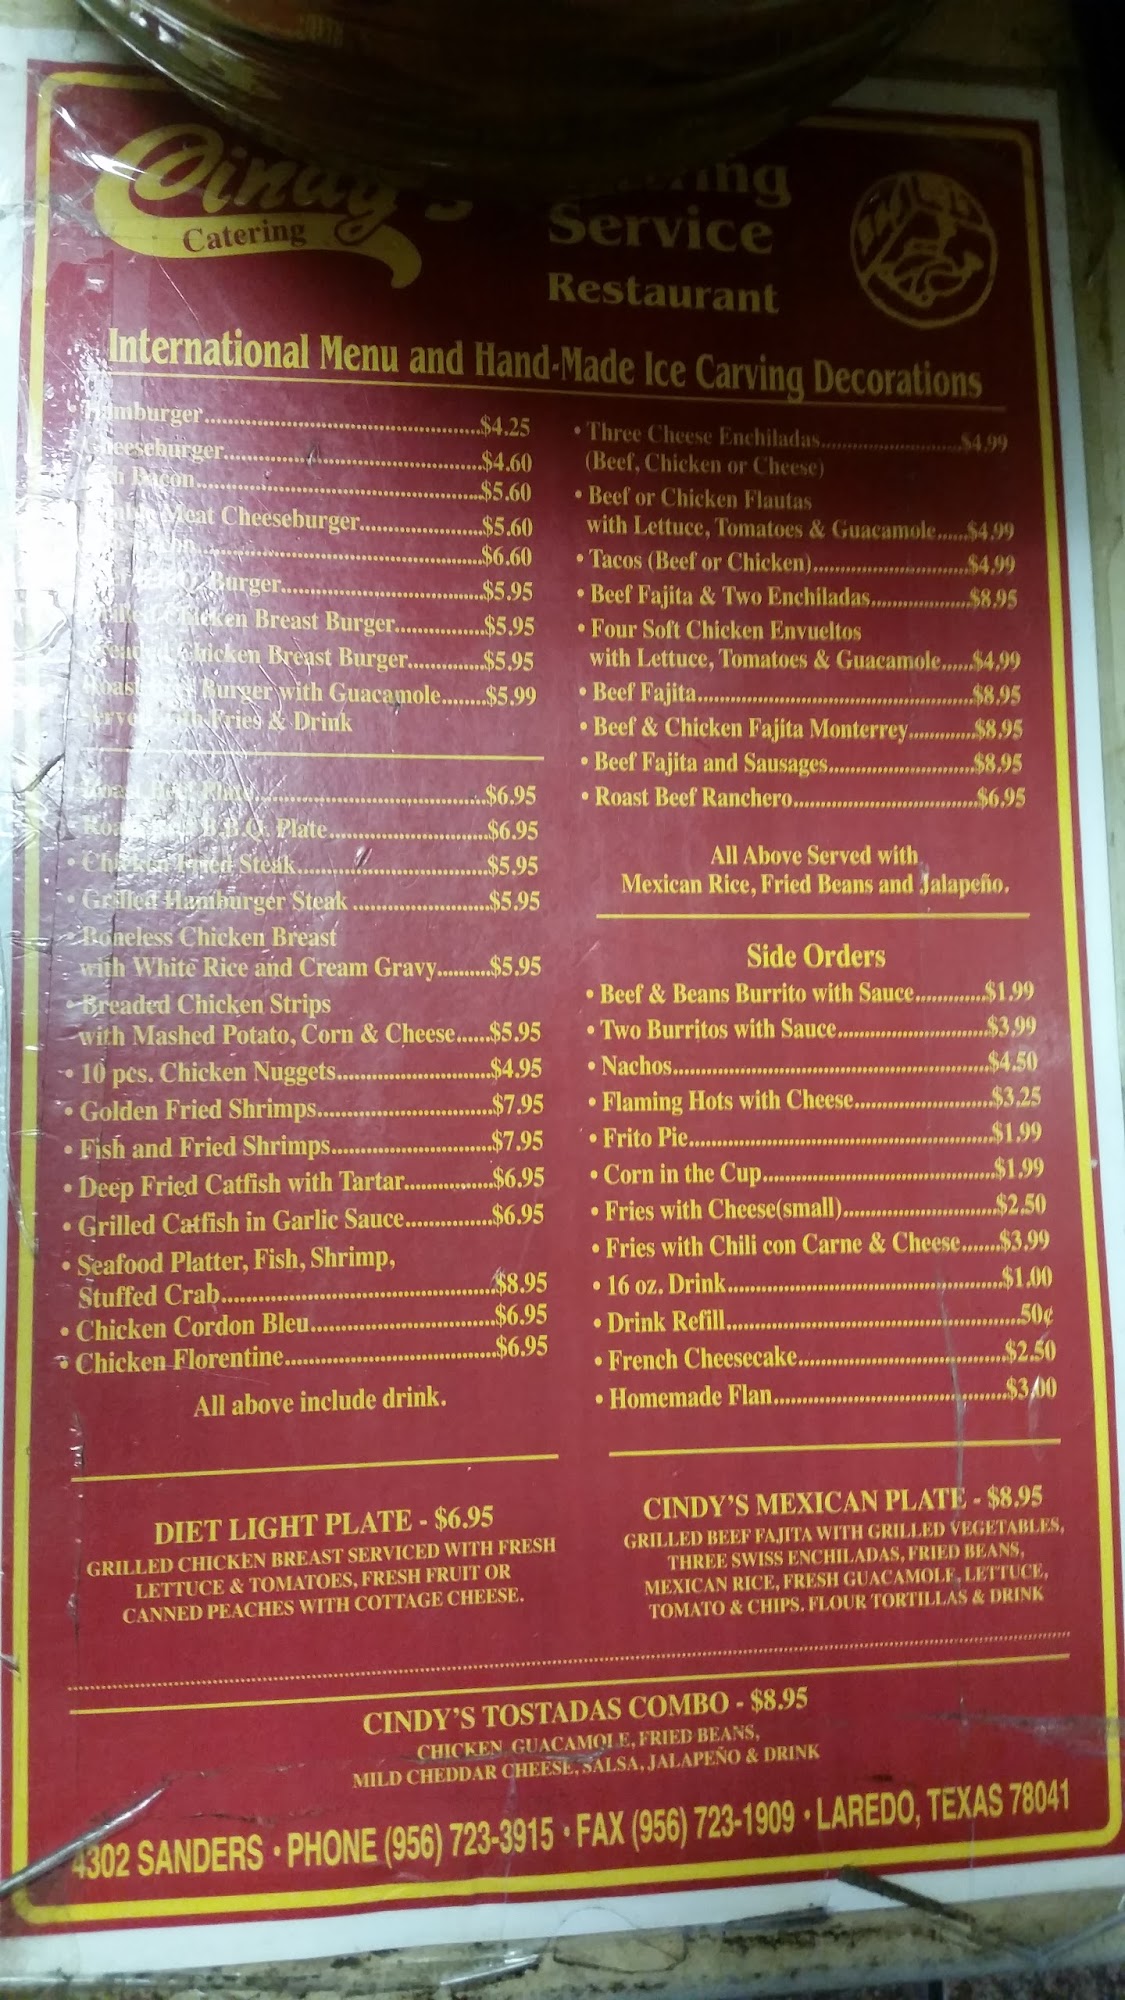 Cindy's
Catering
Service
Restaurant
International Menu and Hand-Made Ice Carving Decorations
Hamburger..........$4.25
Cheeseburger..........$4.60
Bacon..........$5.60
Meat Cheeseburger..........$5.60
..........$6.60
Burger..........$5.95
Grilled Chicken Breast Burger..........$5.95
Breaded Chicken Breast Burger..........$5.95
Roast Beef Burger with Guacamole..........$5.99
Served with Fries & Drink
Roast Beef Plate..........$6.95
Roast Beef B.B.Q. Plate..........$6.95
• Chicken Fried Steak..........$5.95
• Grilled Hamburger Steak ..........$5.95
• Boneless Chicken Breast
with White Rice and Cream Gravy..........$5.95
• Breaded Chicken Strips
with Mashed Potato, Corn & Cheese......$5.95
• 10 pcs. Chicken Nuggets..........$4.95
• Golden Fried Shrimps..........$7.95
• Fish and Fried Shrimps..........$7.95
• Deep Fried Catfish with Tartar..........$6.95
• Grilled Catfish in Garlic Sauce..........$6.95
• Seafood Platter, Fish, Shrimp,
Stuffed Crab..........$8.95
• Chicken Cordon Bleu..........$6.95
• Chicken Florentine..........$6.95
All above include drink.
DIET LIGHT PLATE - $6.95
GRILLED CHICKEN BREAST SERVICED WITH FRESH
LETTUCE & TOMATOES, FRESH FRUIT OR
CANNED PEACHES WITH COTTAGE CHEESE.
• Three Cheese Enchiladas..........$4.99
(Beef, Chicken or Cheese)
• Beef or Chicken Flautas
with Lettuce, Tomatoes & Guacamole......$4.99
• Tacos (Beef or Chicken)..........$4.99
• Beef Fajita & Two Enchiladas..........$8.95
• Four Soft Chicken Envueltos
with Lettuce, Tomatoes & Guacamole......$4.99
• Beef Fajita..........$8.95
• Beef & Chicken Fajita Monterrey..........$8.95
• Beef Fajita and Sausages..........$8.95
• Roast Beef Ranchero..........$6.95
All Above Served with
Mexican Rice, Fried Beans and Jalapeño.
Side Orders
• Beef & Beans Burrito with Sauce..........$1.99
• Two Burritos with Sauce..........$3.99
• Nachos..........$4.50
• Flaming Hots with Cheese..........$3.25
• Frito Pie..........$1.99
• Corn in the Cup..........$1.99
• Fries with Cheese(small)..........$2.50
• Fries with Chili con Carne & Cheese.......$3.99
• 16 oz. Drink..........$1.00
• Drink Refill..........50¢
• French Cheesecake..........$2.50
• Homemade Flan..........$3.00
CINDY'S MEXICAN PLATE - $8.95
GRILLED BEEF FAJITA WITH GRILLED VEGETABLES,
THREE SWISS ENCHILADAS, FRIED BEANS,
MEXICAN RICE, FRESH GUACAMOLE, LETTUCE,
TOMATO & CHIPS. FLOUR TORTILLAS & DRINK
CINDY'S TOSTADAS COMBO - $8.95
CHICKEN, GUACAMOLE, FRIED BEANS,
MILD CHEDDAR CHEESE, SALSA, JALAPEÑO & DRINK
4302 SANDERS • PHONE (956) 723-3915 • FAX (956) 723-1909 • LAREDO, TEXAS 78041